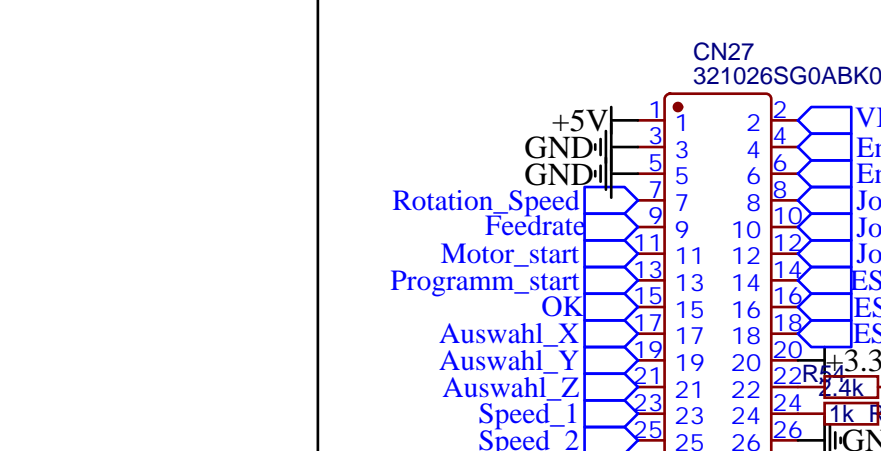 CN27
321026SG0ABK0
+5V 1 1 2 2
GND 3 3 4 4
GND 5 5 6 6
Rotation_Speed 7 7 8 8
Feedrate 9 9 10 10
Motor_start 11 11 12 12
Programm_start 13 13 14 14
OK 15 15 16 16
Auswahl_X 17 17 18 18
Auswahl_Y 19 19 20 20 +3.3
Auswahl_Z 21 21 22 22 R54 2.4k
Speed_1 23 23 24 24 1k
Speed_2 25 25 26 26